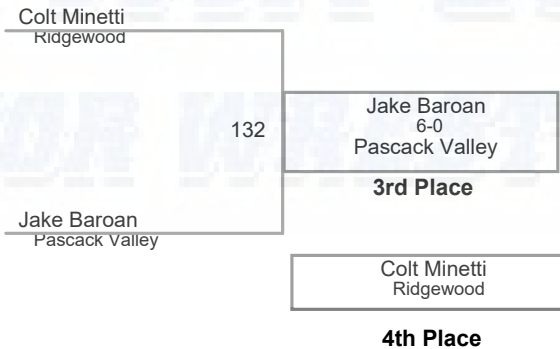 Colt Minetti
Ridgewood
132
Jake Baroan
6-0
Pascack Valley
3rd Place
Jake Baroan
Pascack Valley
Colt Minetti
Ridgewood
4th Place